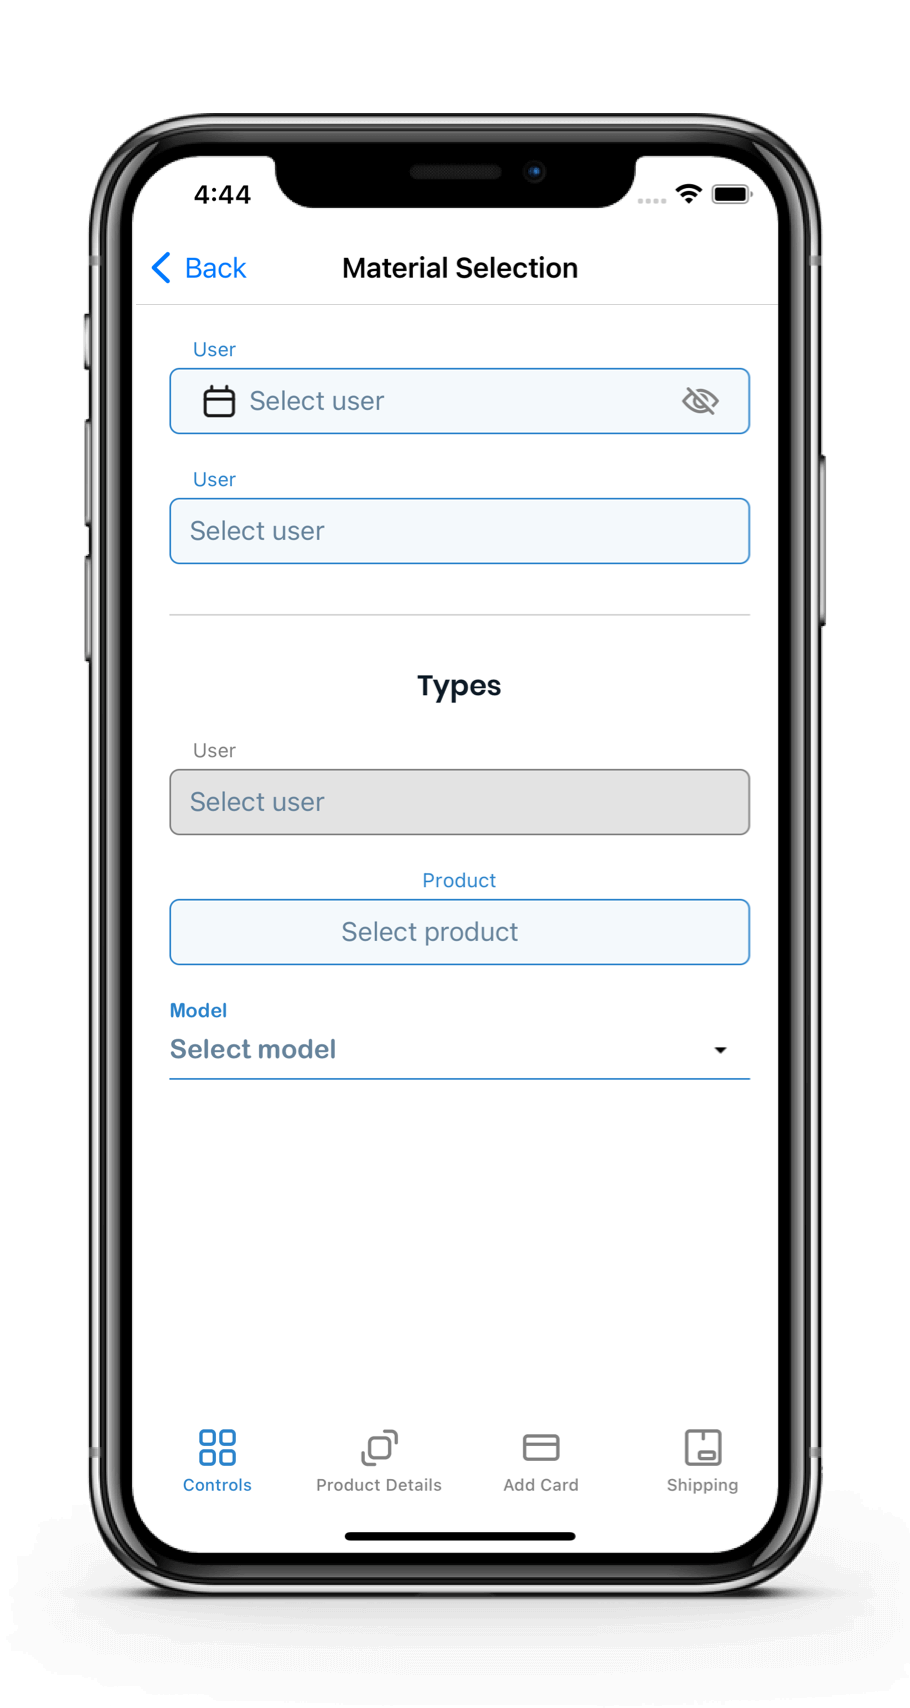 4:44
Back
Material Selection
User
Select user
User
Select user
Types
User
Select user
Product
Select product
Model
Select model
Controls
Product Details
Add Card
Shipping